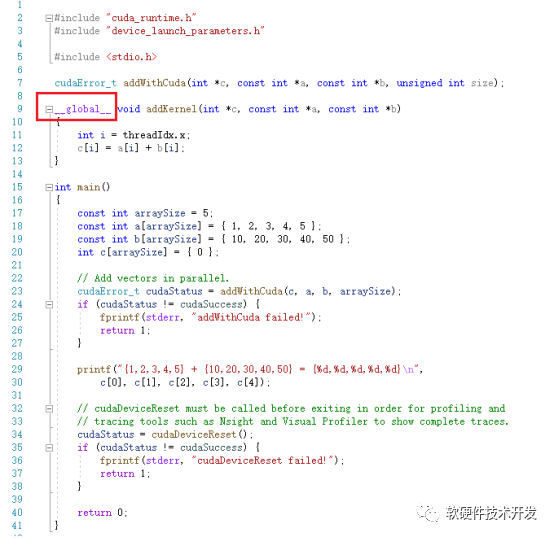 1
2 #include "cuda_runtime.h"
3 #include "device_launch_parameters.h"
4
5 #include <stdio.h>
6
7 cudaError_t addWithCuda(int *c, const int *a, const int *b, unsigned int size);
8
9 __global__ void addKernel(int *c, const int *a, const int *b)
10 {
11 int i = threadIdx.x;
12 c[i] = a[i] + b[i];
13 }
14
15 int main()
16 {
17 const int arraySize = 5;
18 const int a[arraySize] = { 1, 2, 3, 4, 5 };
19 const int b[arraySize] = { 10, 20, 30, 40, 50 };
20 int c[arraySize] = { 0 };
21
22 // Add vectors in parallel.
23 cudaError_t cudaStatus = addWithCuda(c, a, b, arraySize);
24 if (cudaStatus != cudaSuccess) {
25 fprintf(stderr, "addWithCuda failed!");
26 return 1;
27 }
28
29 printf("{1,2,3,4,5} + {10,20,30,40,50} = {%d,%d,%d,%d,%d}\n",
30 c[0], c[1], c[2], c[3], c[4]);
31
32 // cudaDeviceReset must be called before exiting in order for profiling and
33 // tracing tools such as Nsight and Visual Profiler to show complete traces.
34 cudaStatus = cudaDeviceReset();
35 if (cudaStatus != cudaSuccess) {
36 fprintf(stderr, "cudaDeviceReset failed!");
37 return 1;
38 }
39
40 return 0;
41 }
软硬件技术开发